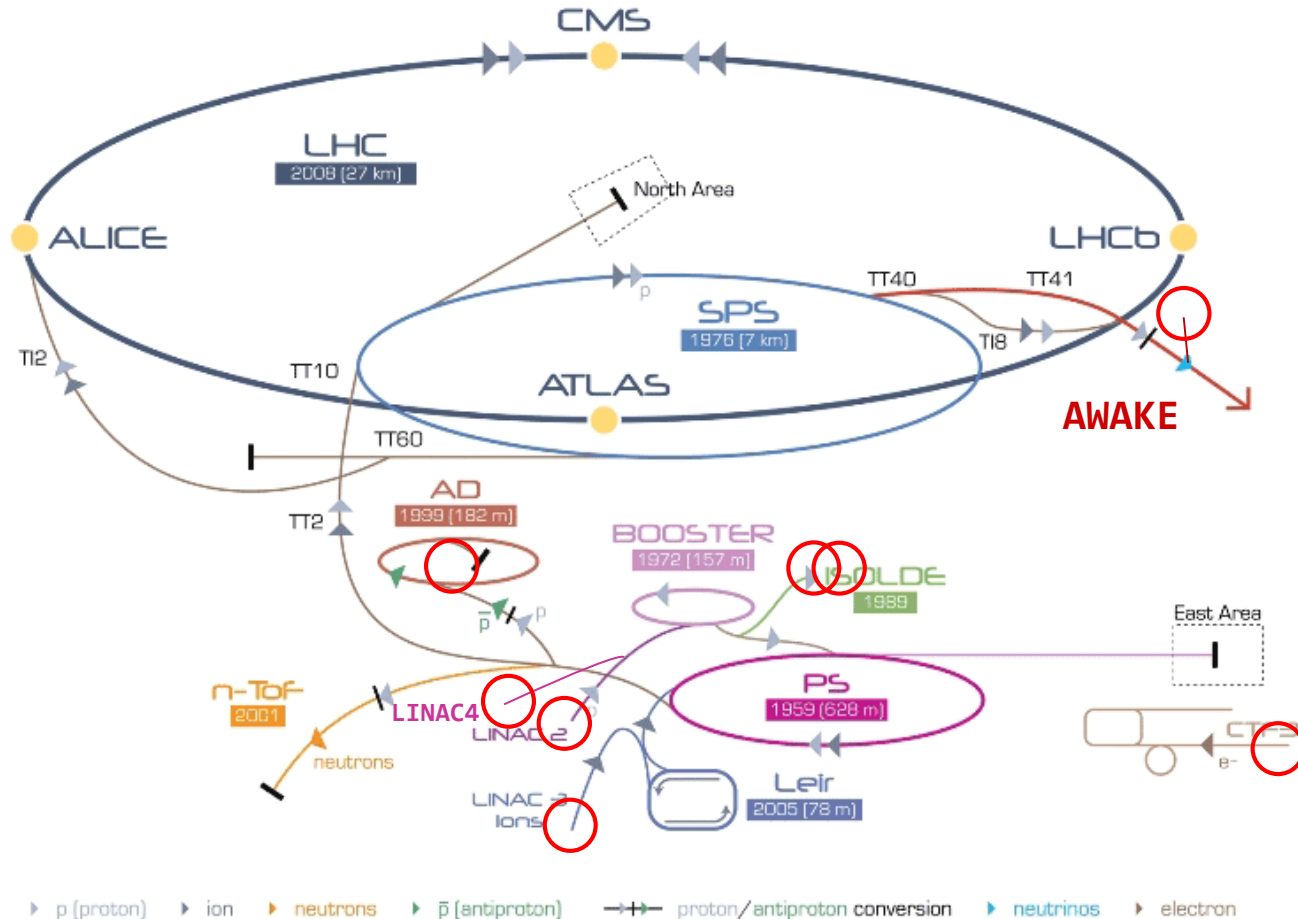 CMS
LHC
2008 (27 km)
North Area
ALICE
LHCb
TT40
TT41
p
SPS
1976 (7 km)
TI8
TI2
TT10
ATLAS
AWAKE
TT60
AD
1999 (182 m)
TT2
BOOSTER
1972 (157 m)
ISOLDE
1989
p̅
p
East Area
n-ToF
2001
LINAC4
LINAC 2
PS
1959 (628 m)
CTF3
e-
neutrons
LINAC 3
Ions
Leir
2005 (78 m)
p (proton)
ion
neutrons
p̅ (antiproton)
proton/antiproton conversion
neutrinos
electron